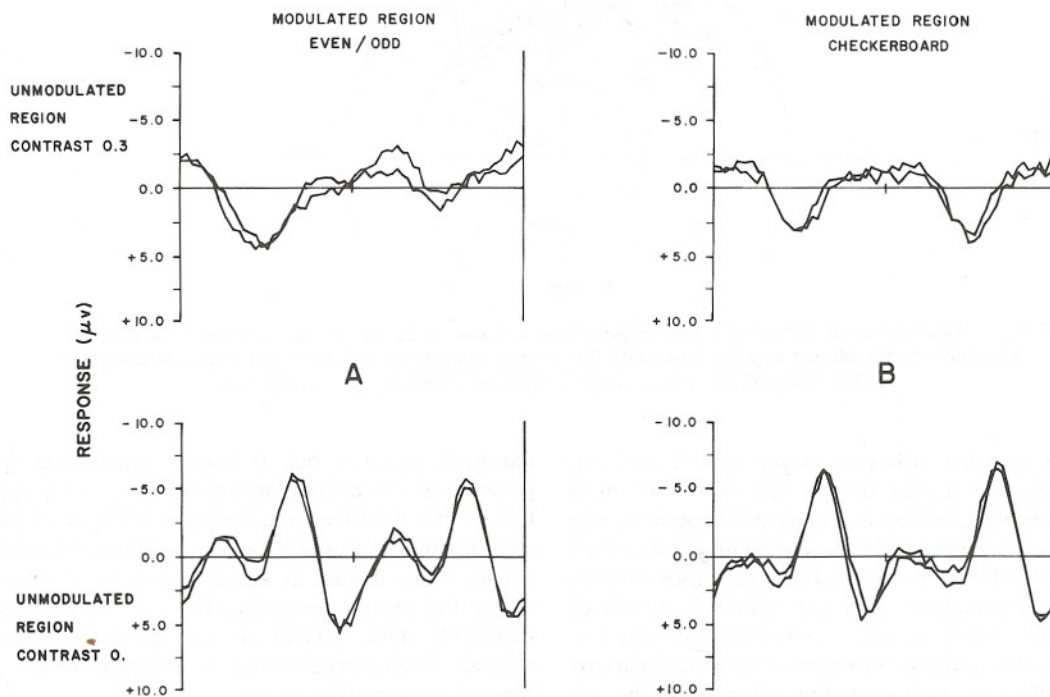 MODULATED REGION
EVEN / ODD
MODULATED REGION
CHECKERBOARD
UNMODULATED
REGION
CONTRAST 0.3
-10.0
-5.0
0.0
+5.0
+10.0
-10.0
-5.0
0.0
+5.0
+10.0
RESPONSE (μv)
A
B
-10.0
-5.0
0.0
+5.0
+10.0
-10.0
-5.0
0.0
+5.0
+10.0
UNMODULATED
REGION
CONTRAST 0.